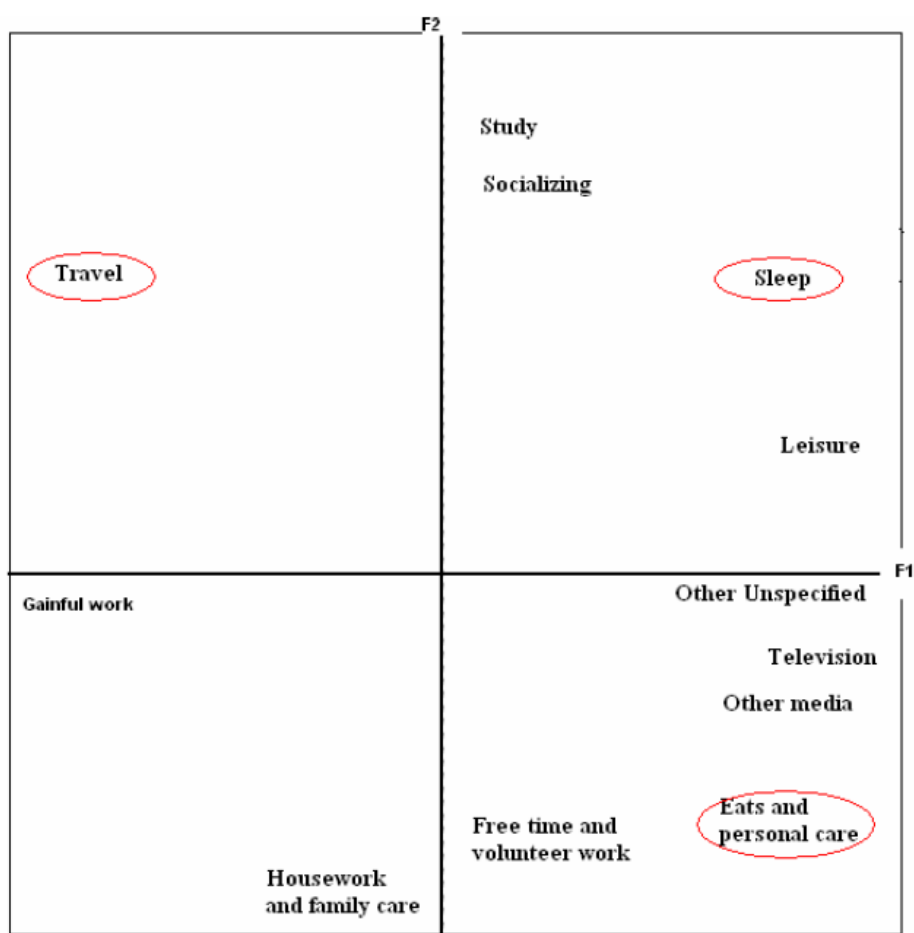 F2
Study
Socializing
Travel
Sleep
Leisure
F1
Other Unspecified
Gainful work
Television
Other media
Eats and
personal care
Free time and
volunteer work
Housework
and family care